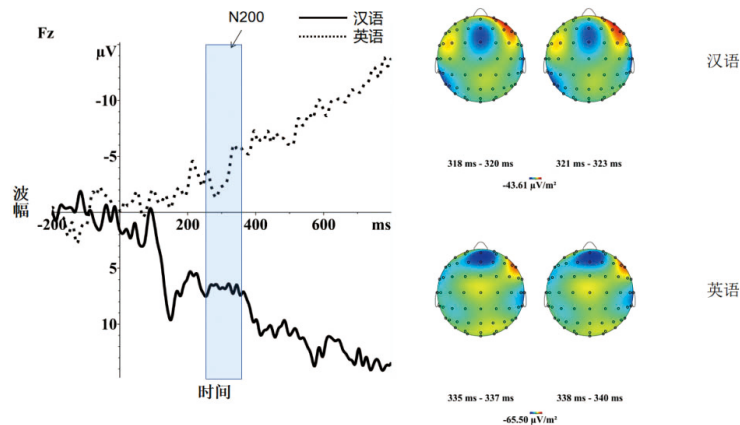 N200
汉语
英语
Fz
μV
-10
-5
波幅
-200
200
400
600
ms
5
10
时间
汉语
318 ms - 320 ms
321 ms - 323 ms
-43.61 μV/m²
英语
335 ms - 337 ms
338 ms - 340 ms
-65.50 μV/m²